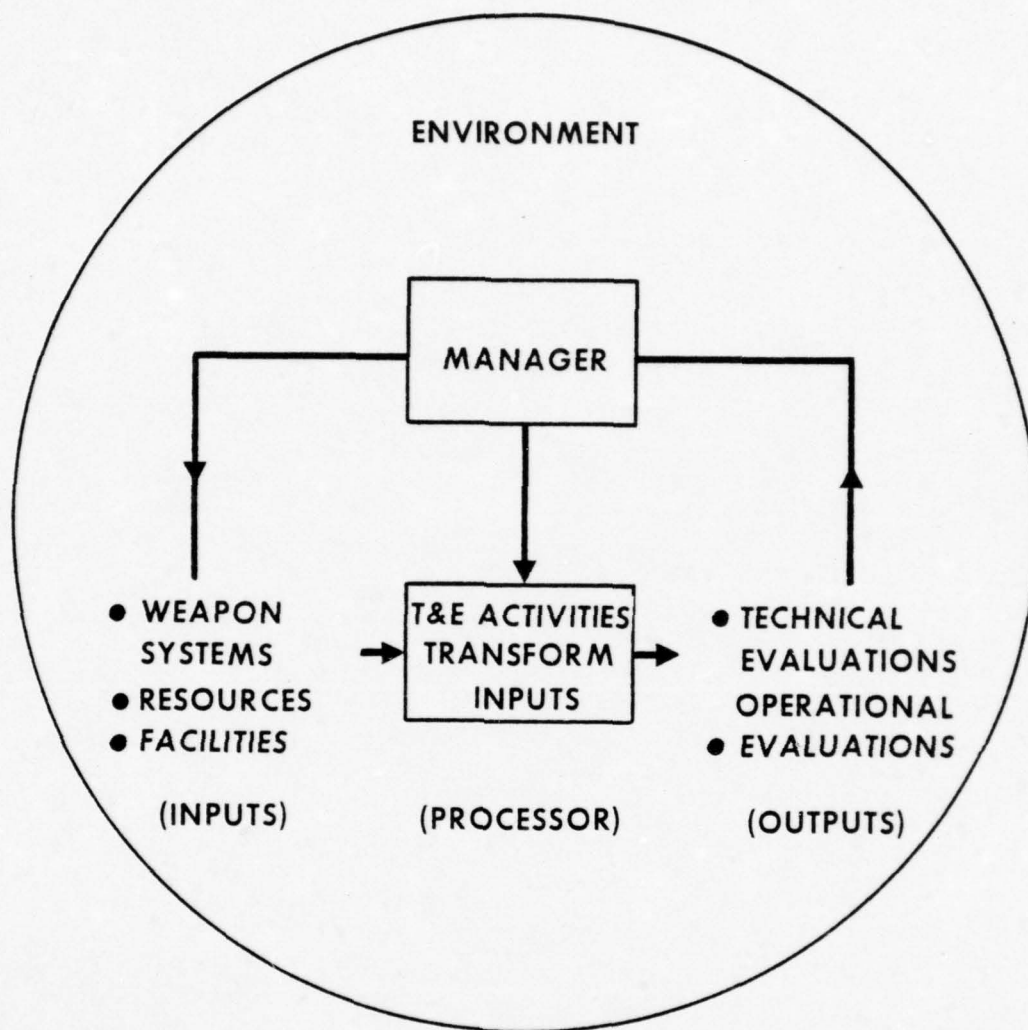 ENVIRONMENT
MANAGER
● WEAPON
SYSTEMS
● RESOURCES
● FACILITIES
(INPUTS)
T&E ACTIVITIES
TRANSFORM
INPUTS
(PROCESSOR)
● TECHNICAL
EVALUATIONS
OPERATIONAL
● EVALUATIONS
(OUTPUTS)